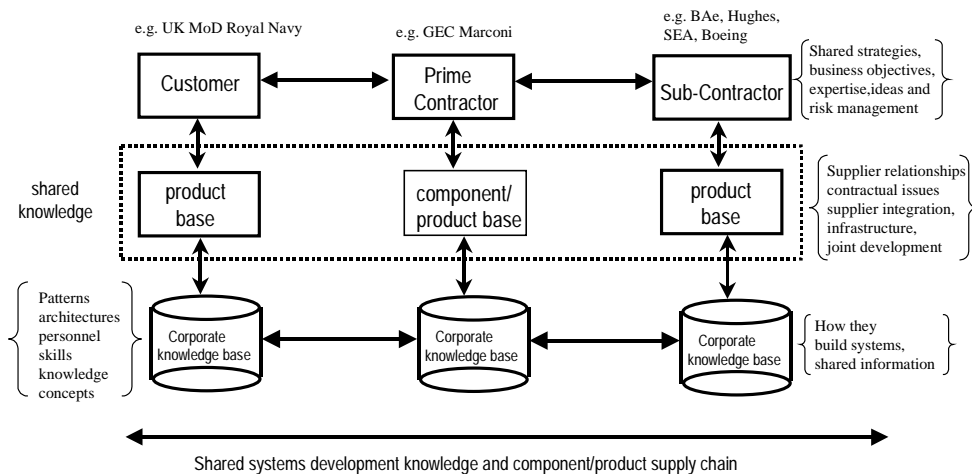 e.g. UK MoD Royal Navy
e.g. GEC Marconi
e.g. BAe, Hughes,
SEA, Boeing
Customer
Prime
Contractor
Sub-Contractor
Shared strategies,
business objectives,
expertise,ideas and
risk management
shared
knowledge
product
base
component/
product base
product
base
Supplier relationships
contractual issues
supplier integration,
infrastructure,
joint development
Patterns
architectures
personnel
skills
knowledge
concepts
Corporate
knowledge base
Corporate
knowledge base
Corporate
knowledge base
How they
build systems,
shared information
Shared systems development knowledge and component/product supply chain